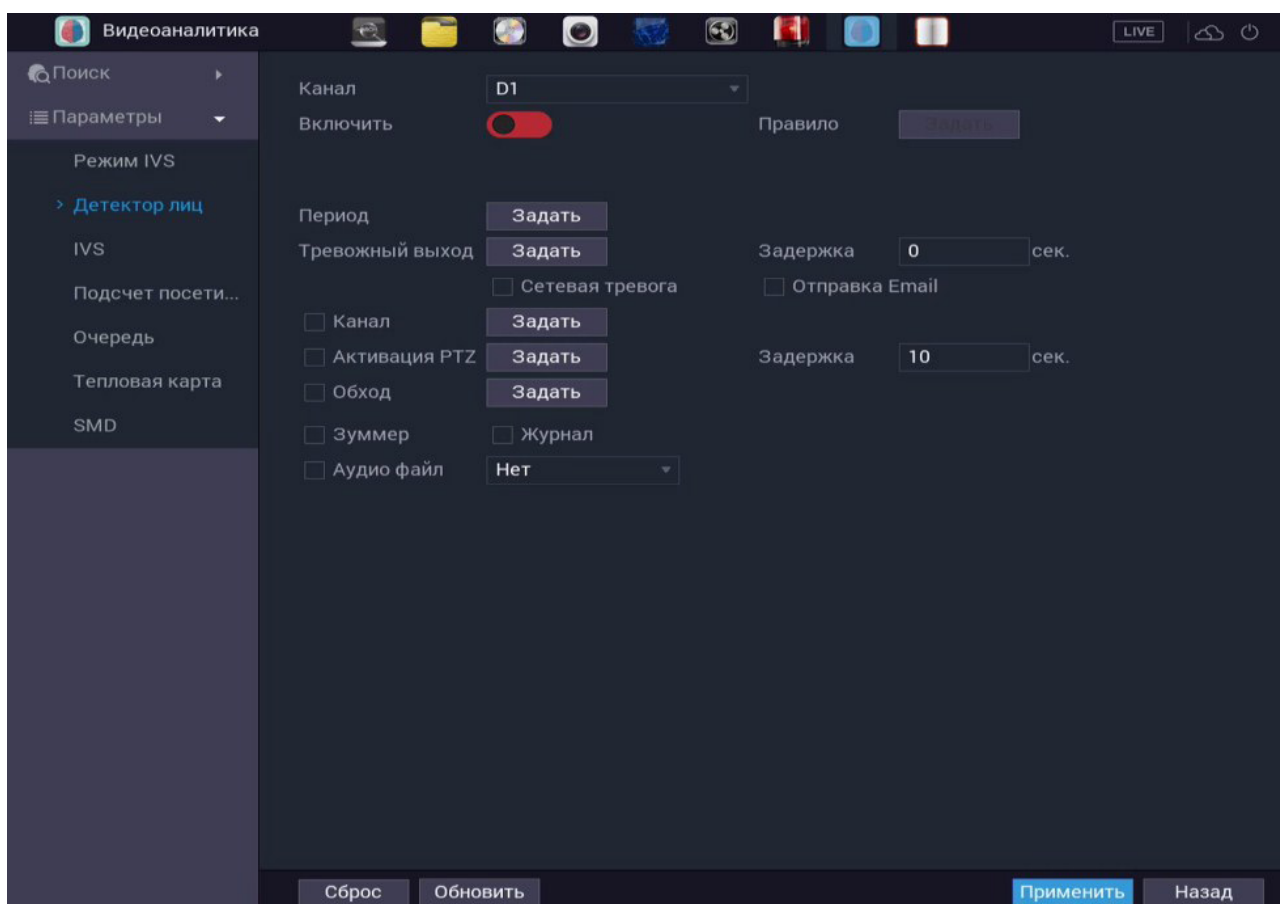 Видеоаналитика LIVE
Поиск
Параметры
Режим IVS
> Детектор лиц
IVS
Подсчет посети...
Очередь
Тепловая карта
SMD
Канал D1
Включить Правило Задать
Период Задать
Тревожный выход Задать Задержка 0 сек.
Сетевая тревога Отправка Email
Канал Задать
Активация PTZ Задать Задержка 10 сек.
Обход Задать
Зуммер Журнал
Аудио файл Нет
Сброс Обновить Применить Назад